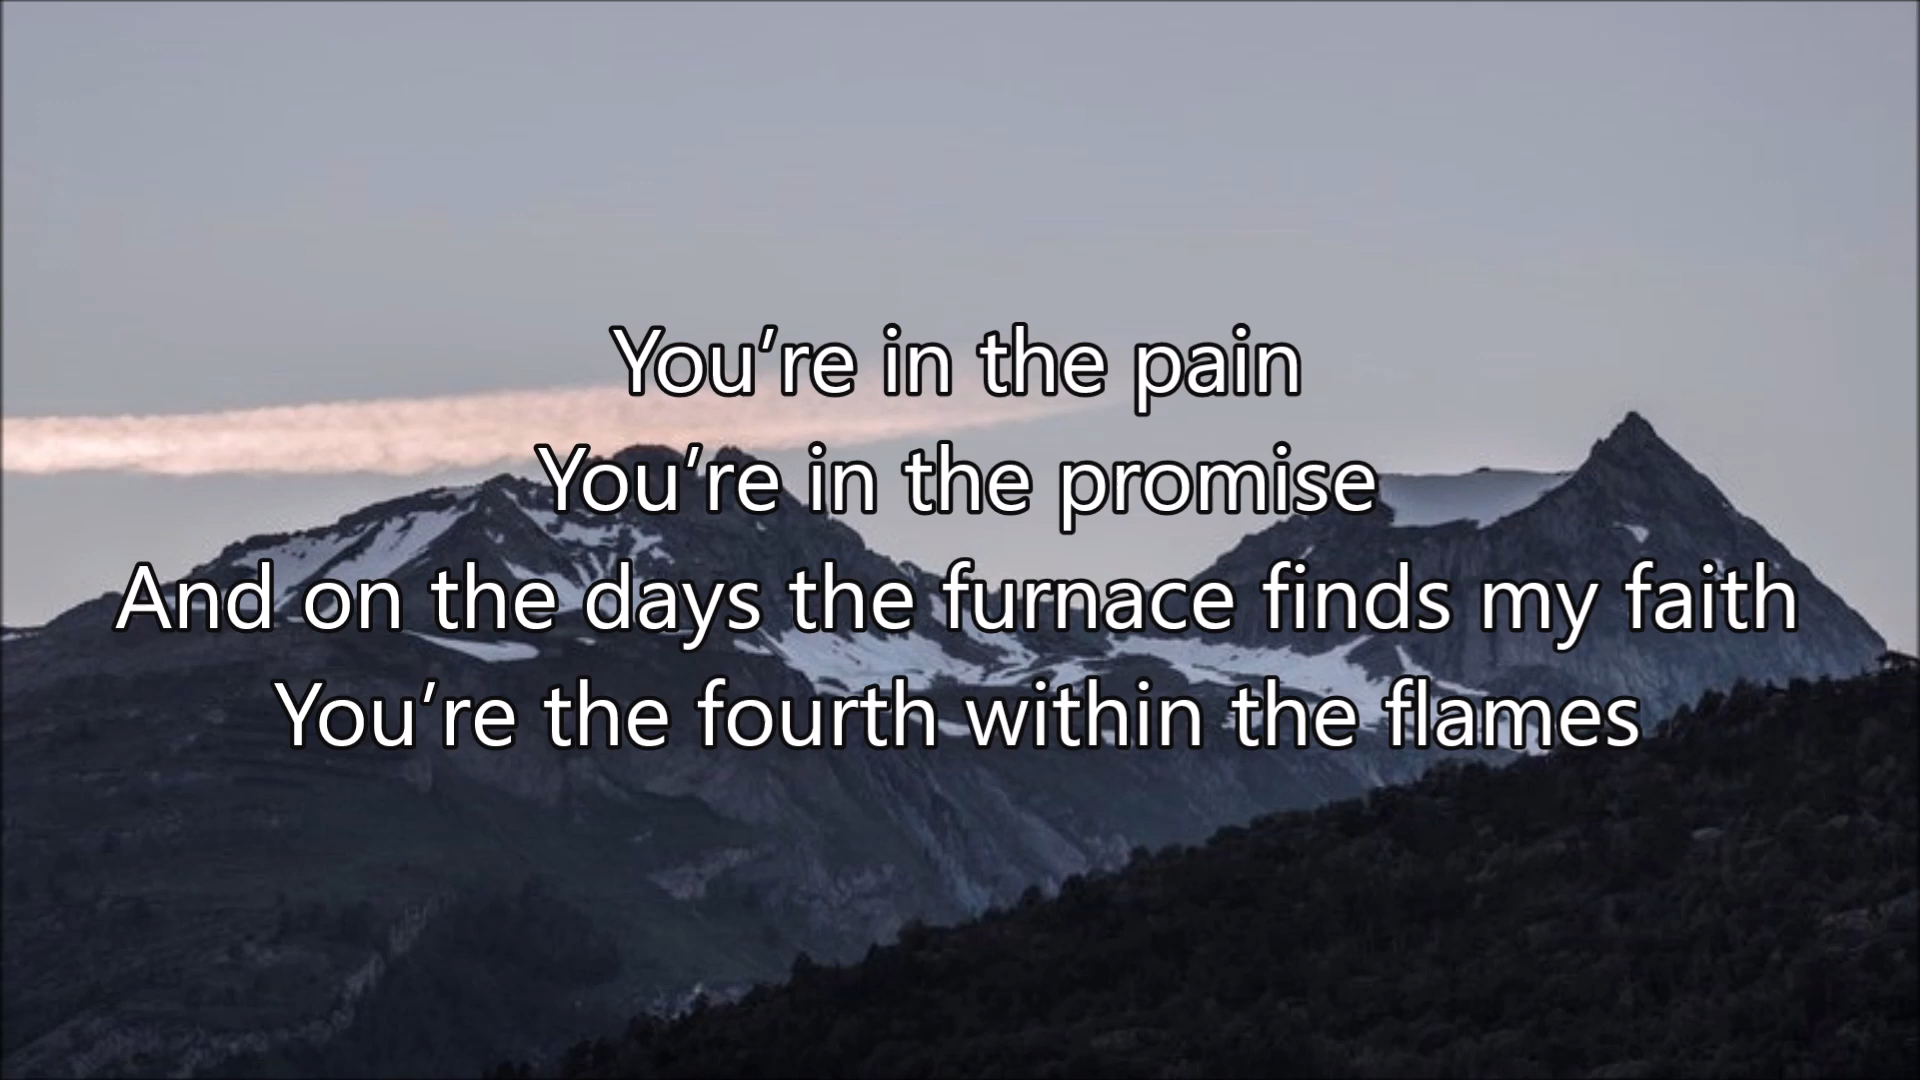 You’re in the pain
You’re in the promise
And on the days the furnace finds my faith
You’re the fourth within the flames